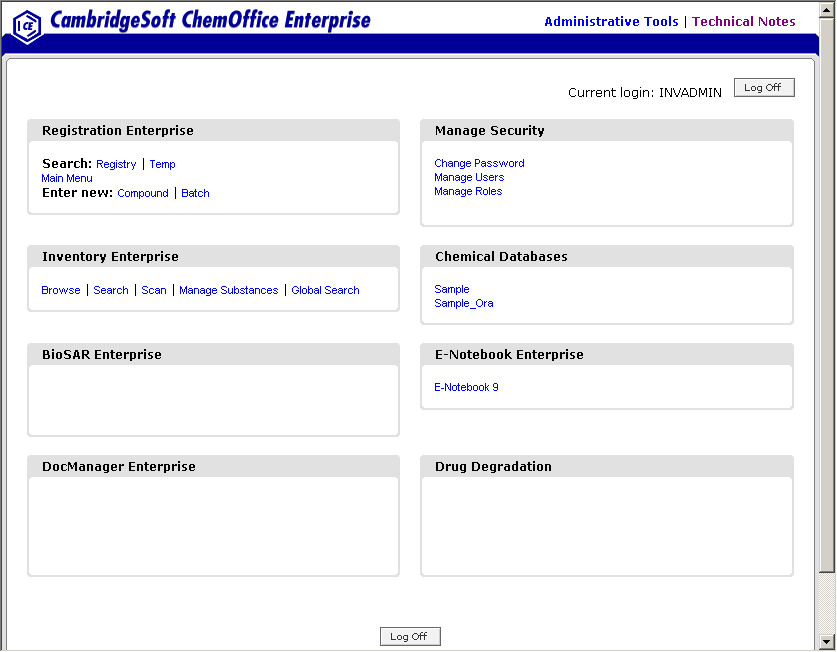 ICE CambridgeSoft ChemOffice Enterprise
Administrative Tools | Technical Notes
Current login: INVADMIN Log Off
Registration Enterprise
Search: Registry | Temp
Main Menu
Enter new: Compound | Batch
Manage Security
Change Password
Manage Users
Manage Roles
Inventory Enterprise
Browse | Search | Scan | Manage Substances | Global Search
Chemical Databases
Sample
Sample_Ora
BioSAR Enterprise
E-Notebook Enterprise
E-Notebook 9
DocManager Enterprise
Drug Degradation
Log Off